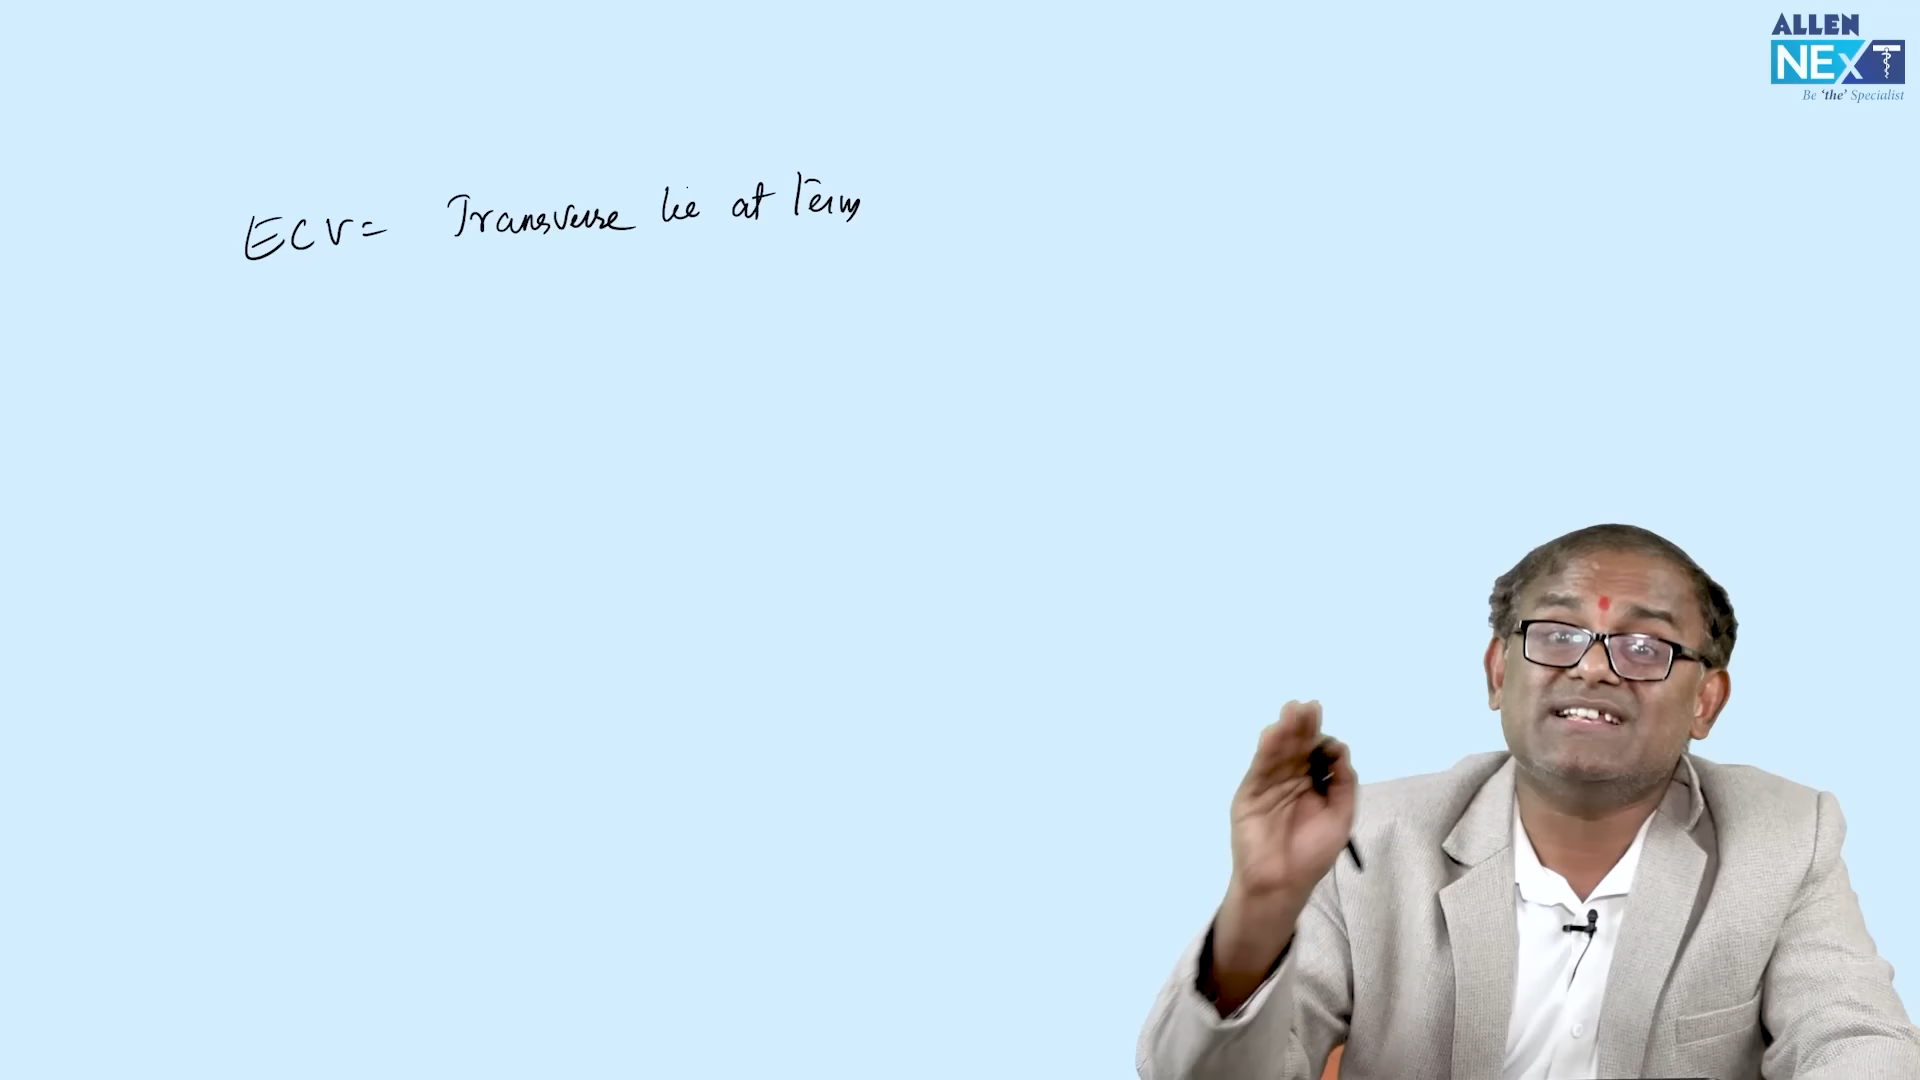 ALLEN
NEXT
Be 'the' Specialist
ECV = Transverse lie at Term